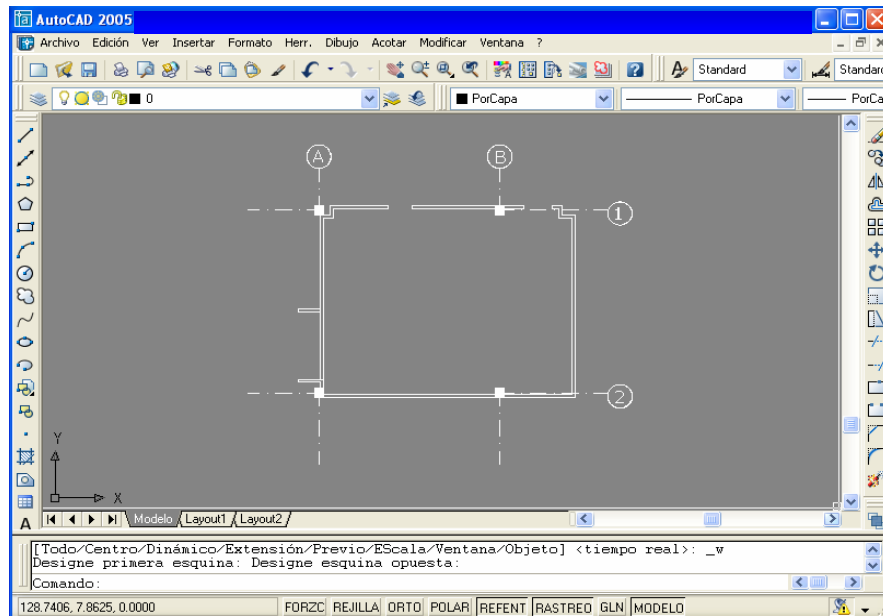 AutoCAD 2005
Archivo Edición Ver Insertar Formato Herr. Dibujo Acotar Modificar Ventana ?
Standard Standard
0 PorCapa PorCapa PorCa
A B
1
2
Y
X
A
Modelo Layout1 Layout2
[Todo/Centro/Dinámico/Extensión/Previo/EScala/Ventana/Objeto] <tiempo real>: _w
Designe primera esquina: Designe esquina opuesta:
Comando:
128.7406, 7.8625, 0.0000 FORZC REJILLA ORTO POLAR REFENT RASTREO GLN MODELO